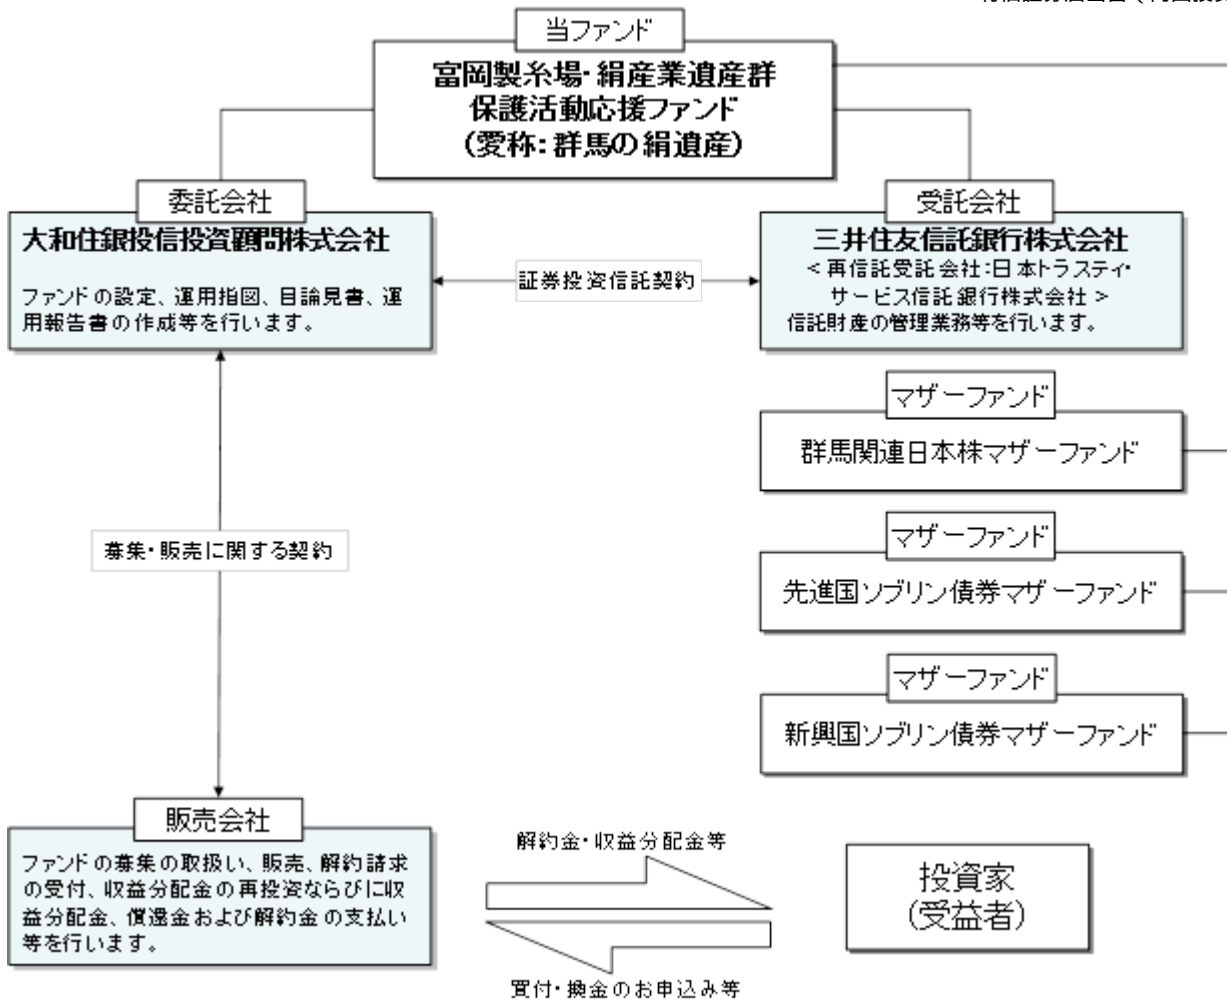 当ファンド
富岡製糸場・絹産業遺産群
保護活動応援ファンド
(愛称：群馬の絹遺産)
委託会社
大和住銀投信投資顧問株式会社
ファンドの設定、運用指図、目論見書、運
用報告書の作成等を行います。
証券投資信託契約
受託会社
三井住友信託銀行株式会社
＜再信託受託会社：日本トラスティ・
サービス信託銀行株式会社＞
信託財産の管理業務等を行います。
マザーファンド
群馬関連日本株マザーファンド
マザーファンド
先進国ソブリン債券マザーファンド
マザーファンド
新興国ソブリン債券マザーファンド
募集・販売に関する契約
販売会社
ファンドの募集の取扱い、販売、解約請求
の受付、収益分配金の再投資ならびに収
益分配金、償還金および解約金の支払い
等を行います。
解約金・収益分配金等
買付・換金のお申込み等
投資家
(受益者)